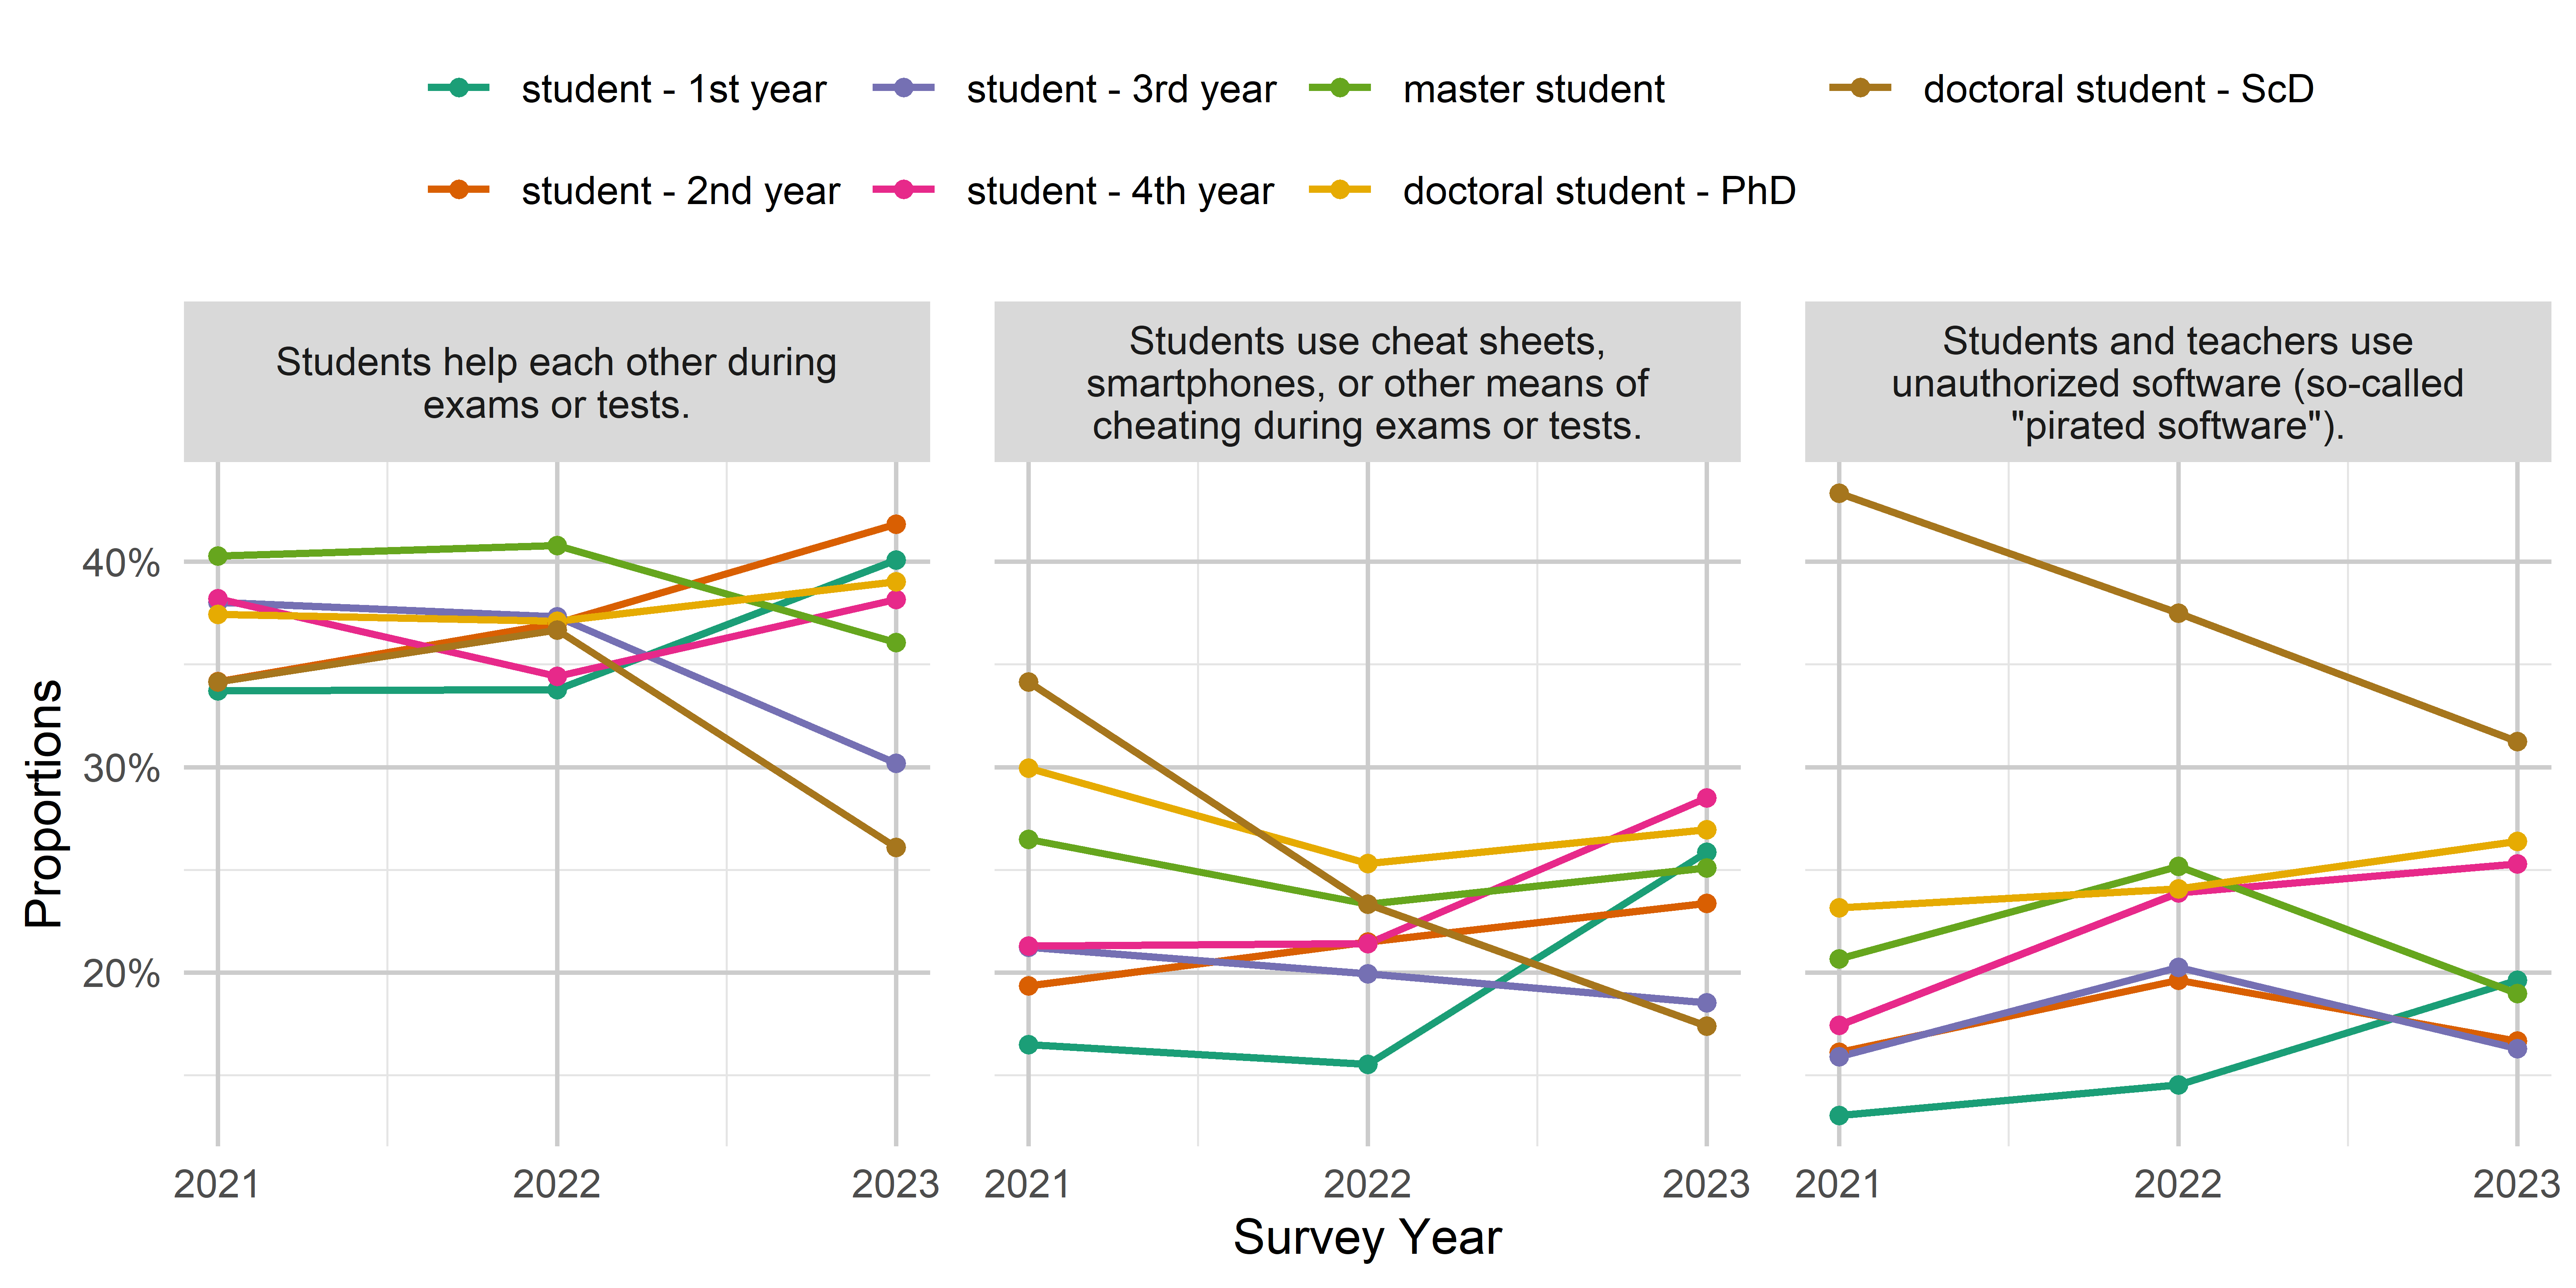 student - 1st year
student - 3rd year
master student
doctoral student - ScD
student - 2nd year
student - 4th year
doctoral student - PhD
Students help each other during
exams or tests.
Students use cheat sheets,
smartphones, or other means of
cheating during exams or tests.
Students and teachers use
unauthorized software (so-called
"pirated software").
Proportions
40%
30%
20%
2021
2022
2023
2021
2022
2023
2021
2022
2023
Survey Year